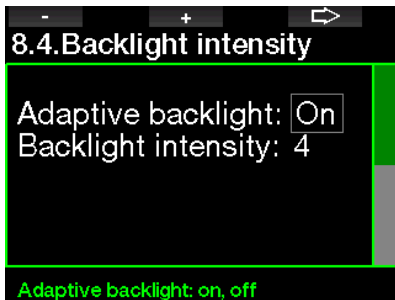 - +
8.4.Backlight intensity
Adaptive backlight: On
Backlight intensity: 4
Adaptive backlight: on, off